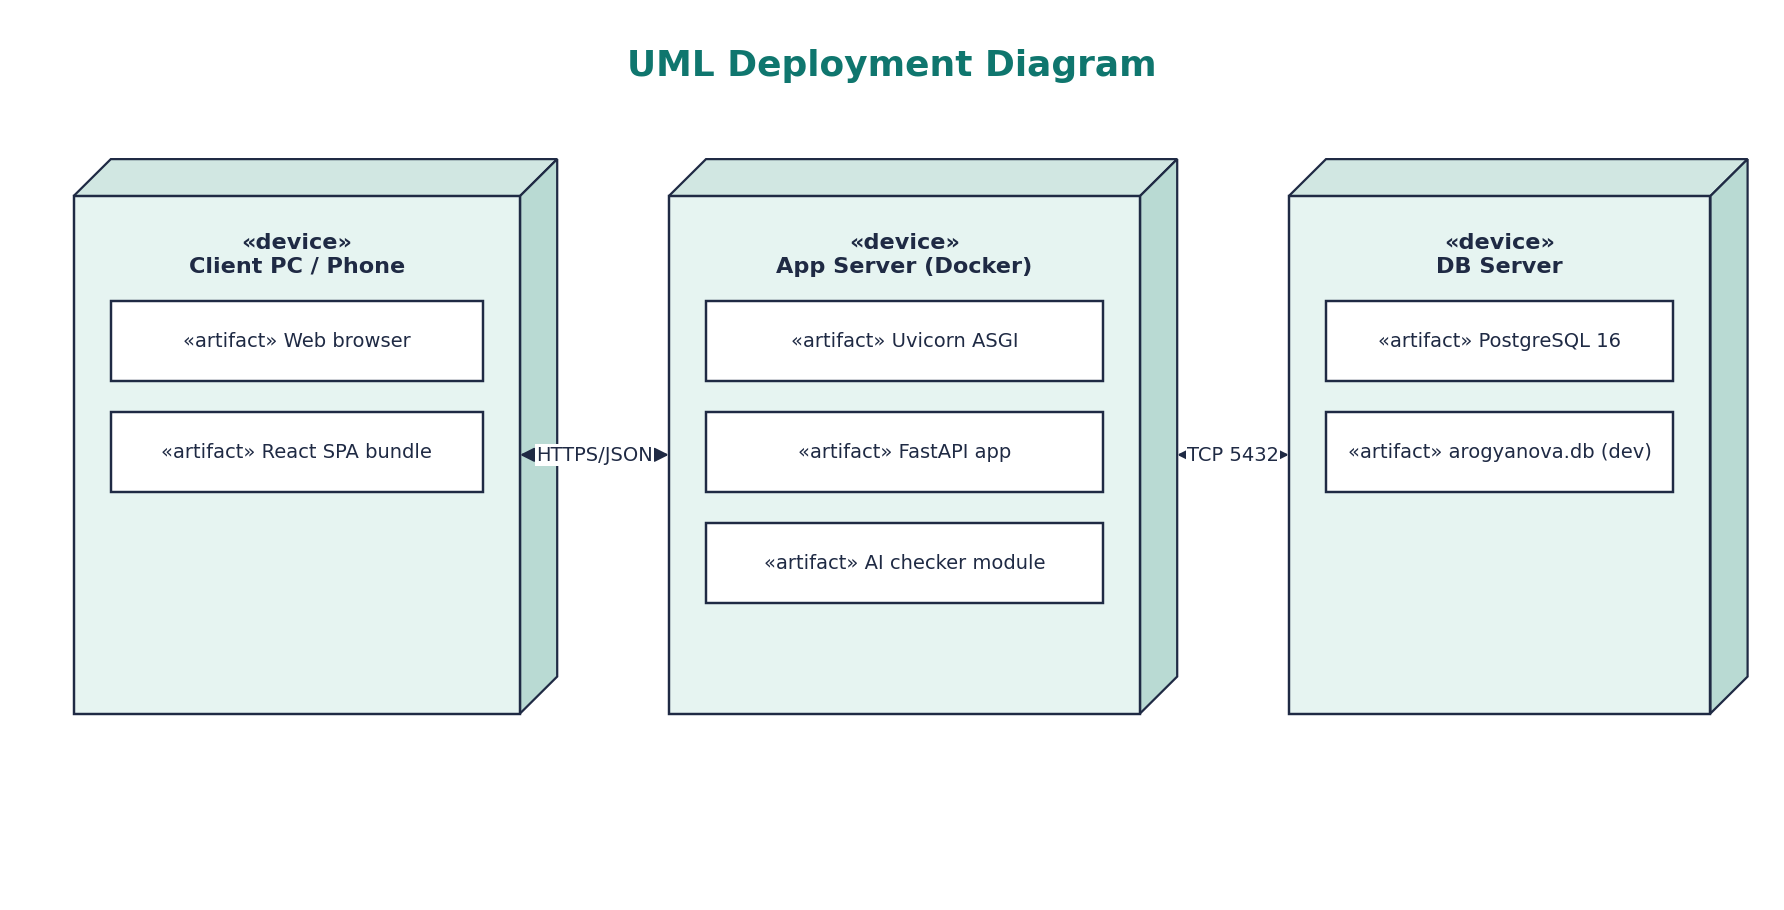 UML Deployment Diagram
«device»
Client PC / Phone
«artifact» Web browser
«artifact» React SPA bundle
HTTPS/JSON
«device»
App Server (Docker)
«artifact» Uvicorn ASGI
«artifact» FastAPI app
«artifact» AI checker module
TCP 5432
«device»
DB Server
«artifact» PostgreSQL 16
«artifact» arogyanova.db (dev)